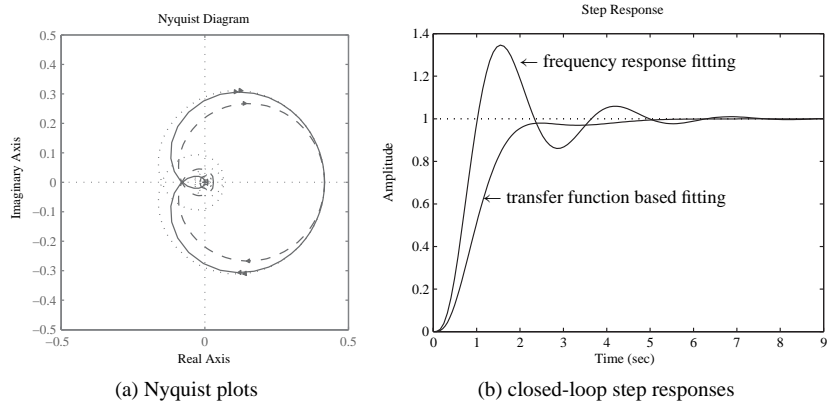 Nyquist Diagram
0.5
0.4
0.3
0.2
0.1
0
−0.1
−0.2
−0.3
−0.4
−0.5
Imaginary Axis
−0.5
0
0.5
Real Axis
(a) Nyquist plots
Step Response
1.4
1.2
1
0.8
0.6
0.4
0.2
0
Amplitude
← frequency response fitting
← transfer function based fitting
0 1 2 3 4 5 6 7 8 9
Time (sec)
(b) closed-loop step responses